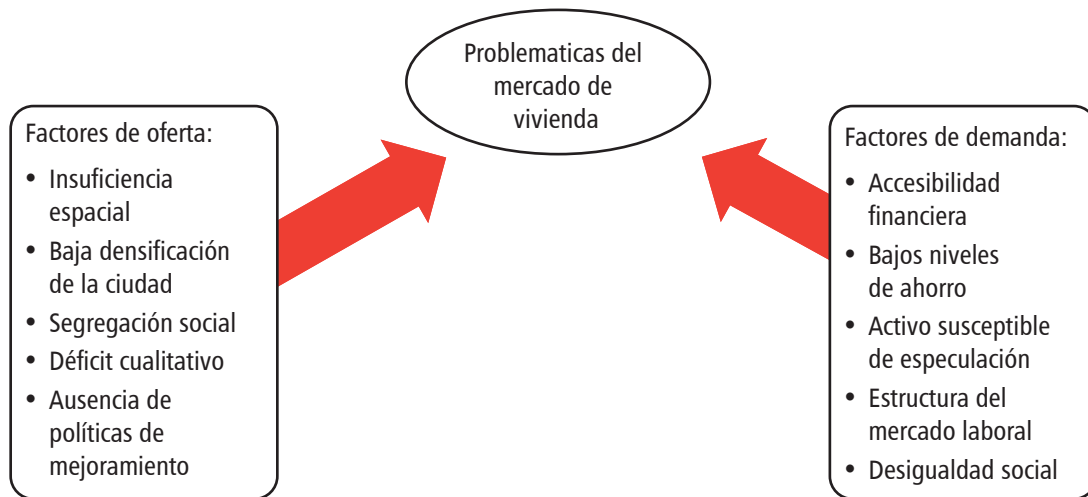 Problematicas del
mercado de
vivienda
Factores de oferta:
• Insuficiencia
espacial
• Baja densificación
de la ciudad
• Segregación social
• Déficit cualitativo
• Ausencia de
políticas de
mejoramiento
Factores de demanda:
• Accesibilidad
financiera
• Bajos niveles
de ahorro
• Activo susceptible
de especulación
• Estructura del
mercado laboral
• Desigualdad social